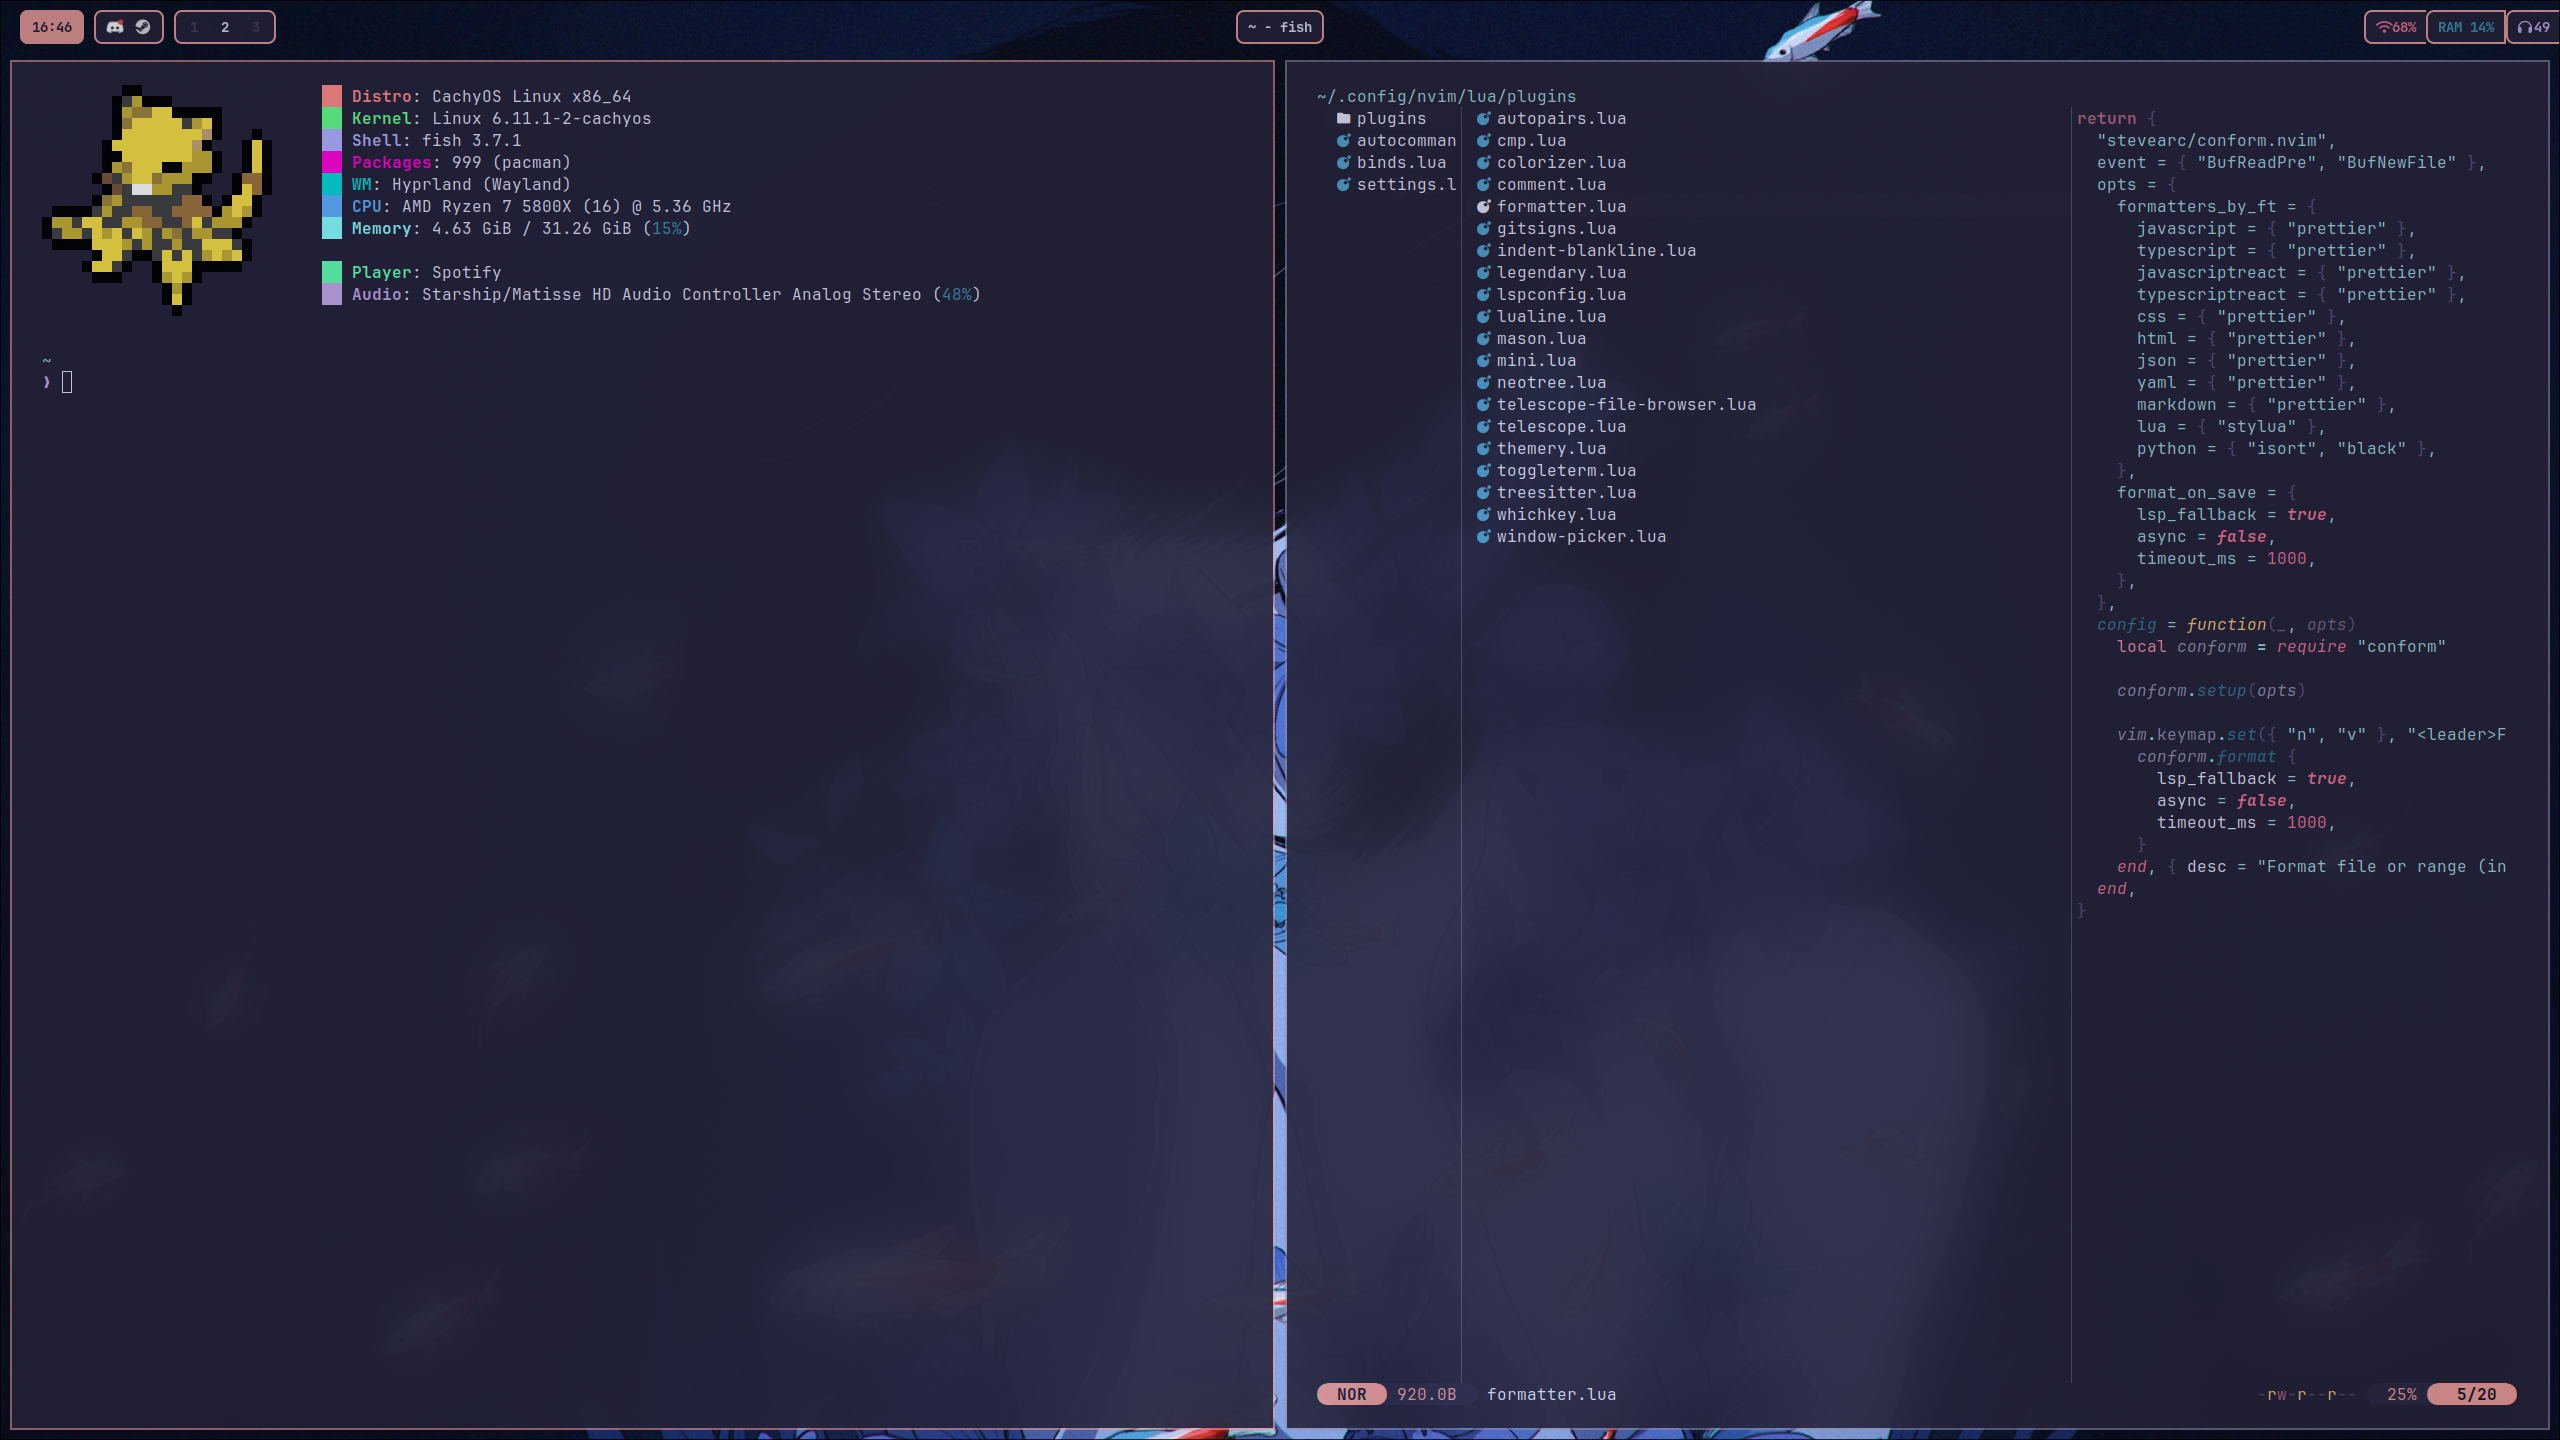 16:46
1 2 3
~ - fish
68%
RAM 14%
49
Distro: CachyOS Linux x86_64
Kernel: Linux 6.11.1-2-cachyos
Shell: fish 3.7.1
Packages: 999 (pacman)
WM: Hyprland (Wayland)
CPU: AMD Ryzen 7 5800X (16) @ 5.36 GHz
Memory: 4.63 GiB / 31.26 GiB (15%)
Player: Spotify
Audio: Starship/Matisse HD Audio Controller Analog Stereo (48%)
~
❯
~/.config/nvim/lua/plugins
plugins
autocomman
binds.lua
settings.l
autopairs.lua
cmp.lua
colorizer.lua
comment.lua
formatter.lua
gitsigns.lua
indent-blankline.lua
legendary.lua
lspconfig.lua
lualine.lua
mason.lua
mini.lua
neotree.lua
telescope-file-browser.lua
telescope.lua
themery.lua
toggleterm.lua
treesitter.lua
whichkey.lua
window-picker.lua
return {
  "stevearc/conform.nvim",
  event = { "BufReadPre", "BufNewFile" },
  opts = {
    formatters_by_ft = {
      javascript = { "prettier" },
      typescript = { "prettier" },
      javascriptreact = { "prettier" },
      typescriptreact = { "prettier" },
      css = { "prettier" },
      html = { "prettier" },
      json = { "prettier" },
      yaml = { "prettier" },
      markdown = { "prettier" },
      lua = { "stylua" },
      python = { "isort", "black" },
    },
    format_on_save = {
      lsp_fallback = true,
      async = false,
      timeout_ms = 1000,
    },
  },
  config = function(_, opts)
    local conform = require "conform"
    conform.setup(opts)
    vim.keymap.set({ "n", "v" }, "<leader>F
      conform.format {
        lsp_fallback = true,
        async = false,
        timeout_ms = 1000,
      }
    end, { desc = "Format file or range (in
  end,
}
NOR 920.0B formatter.lua
-rw-r--r-- 25% 5/20